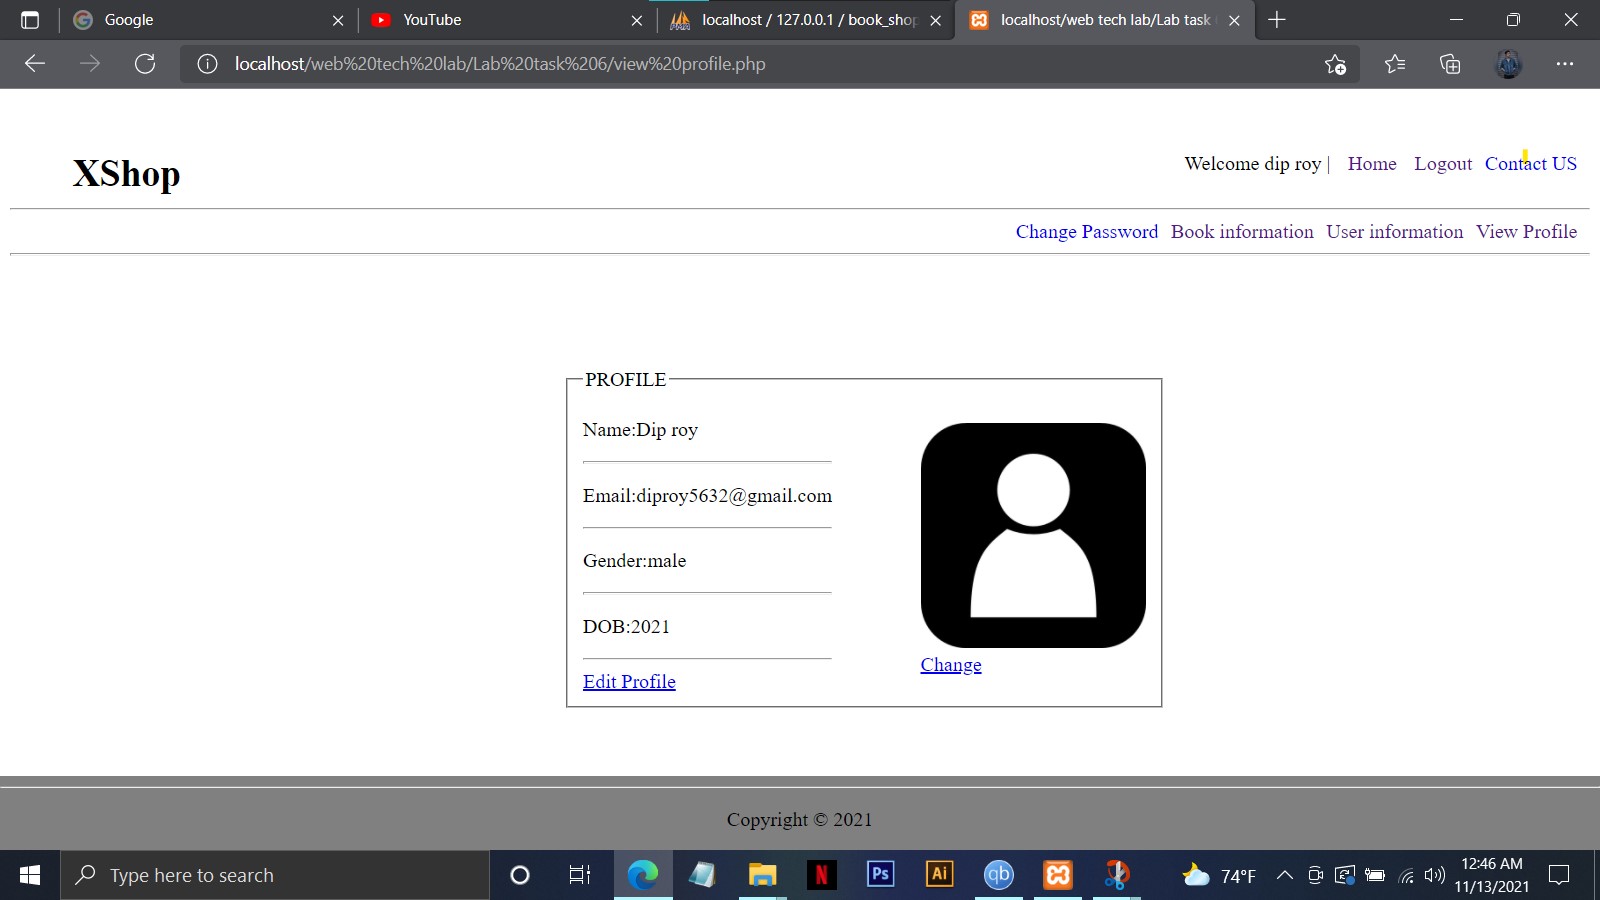 Google
YouTube
localhost / 127.0.0.1 / book_shop
localhost/web tech lab/Lab task
localhost/web%20tech%20lab/Lab%20task%206/view%20profile.php
XShop
Welcome dip roy | Home Logout Contact US
Change Password Book information User information View Profile
PROFILE
Name:Dip roy
Email:diproy5632@gmail.com
Gender:male
DOB:2021
Edit Profile
Change
Copyright © 2021
Type here to search
N
Ps
Ai
qb
74°F
12:46 AM
11/13/2021